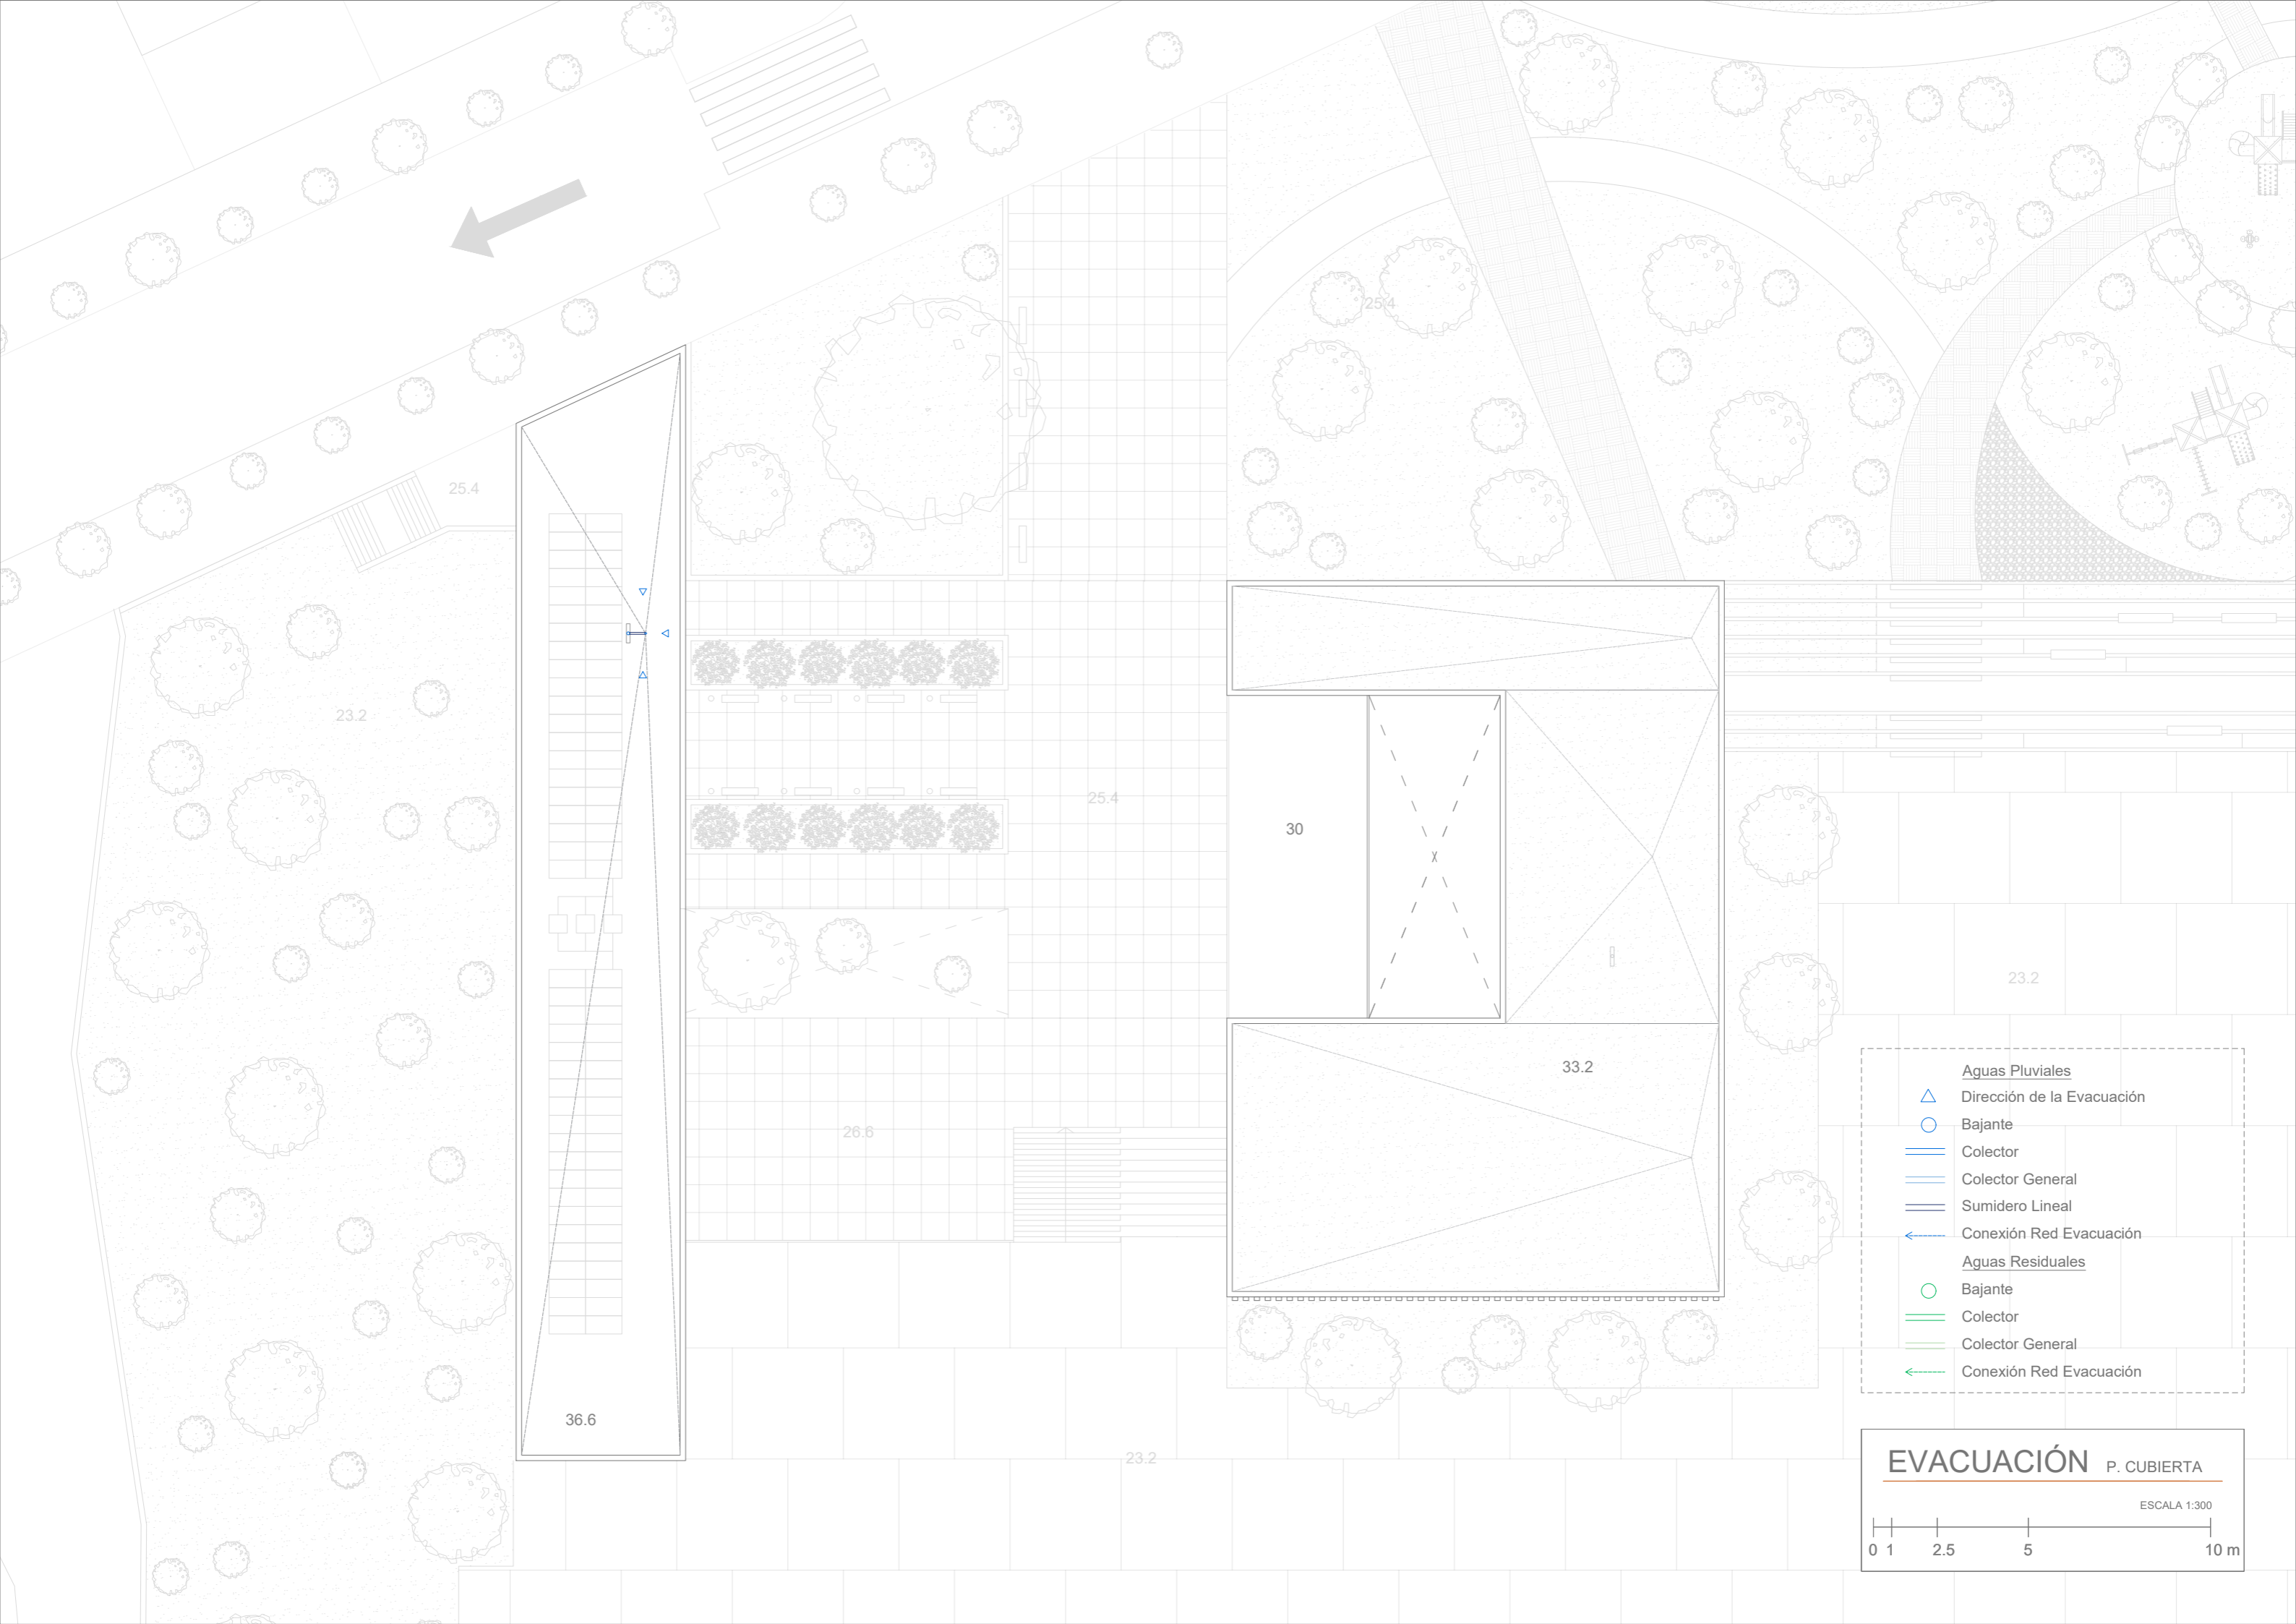 25.4
25.4
23.2
25.4
30
23.2
33.2
26.6
36.6
23.2
Aguas Pluviales
Dirección de la Evacuación
Bajante
Colector
Colector General
Sumidero Lineal
Conexión Red Evacuación
Aguas Residuales
Bajante
Colector
Colector General
Conexión Red Evacuación
EVACUACIÓN P. CUBIERTA
ESCALA 1:300
0 1 2.5 5 10 m